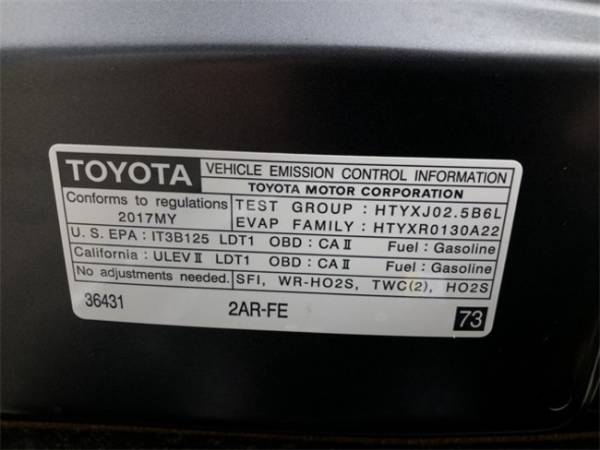 TOYOTA VEHICLE EMISSION CONTROL INFORMATION
TOYOTA MOTOR CORPORATION
Conforms to regulations
2017MY
TEST GROUP : HTYXJ02.5B6L
EVAP FAMILY : HTYXR0130A22
U. S. EPA : IT3B125 LDT1 OBD : CA II Fuel : Gasoline
California : ULEV II LDT1 OBD : CA II Fuel : Gasoline
No adjustments needed. SFI, WR-HO2S, TWC(2), HO2S
36431 2AR-FE 73